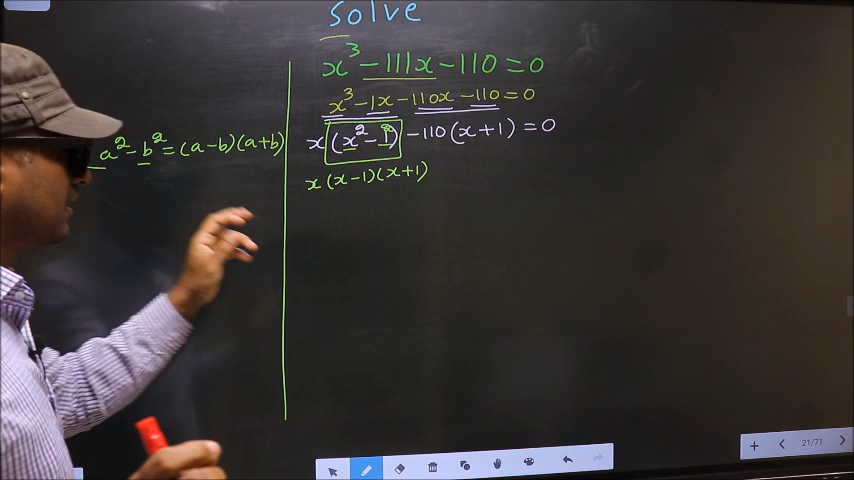 Solve
x³ - 111x - 110 = 0
x³ - 1x - 110x - 110 = 0
a² - b² = (a-b)(a+b)
x(x² - 1²) - 110(x+1) = 0
x(x-1)(x+1)
21/71